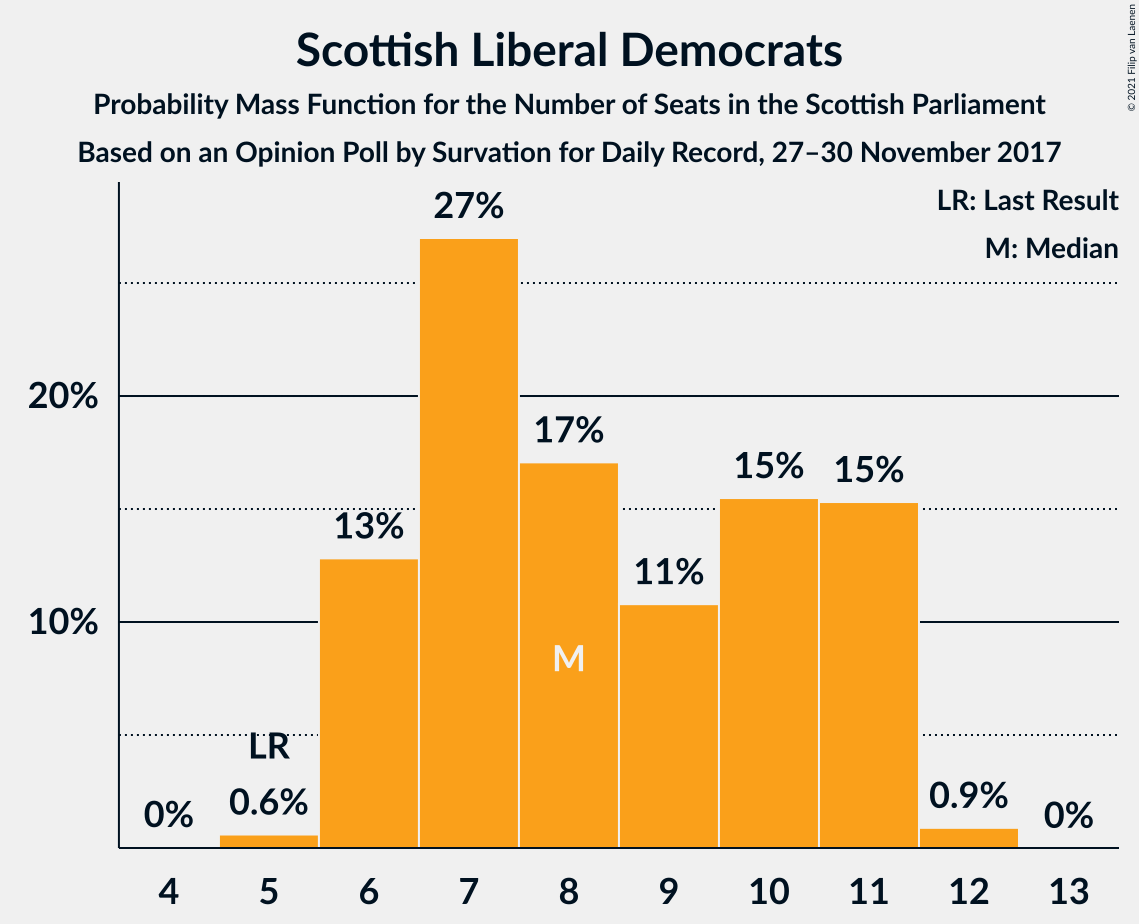 Scottish Liberal Democrats
Probability Mass Function for the Number of Seats in the Scottish Parliament
Based on an Opinion Poll by Survation for Daily Record, 27–30 November 2017
© 2021 Filip van Laenen
LR: Last Result
M: Median
27%
20%
17%
15%
15%
13%
11%
10%
M
LR
0.6%
0.9%
0%
0%
4 5 6 7 8 9 10 11 12 13